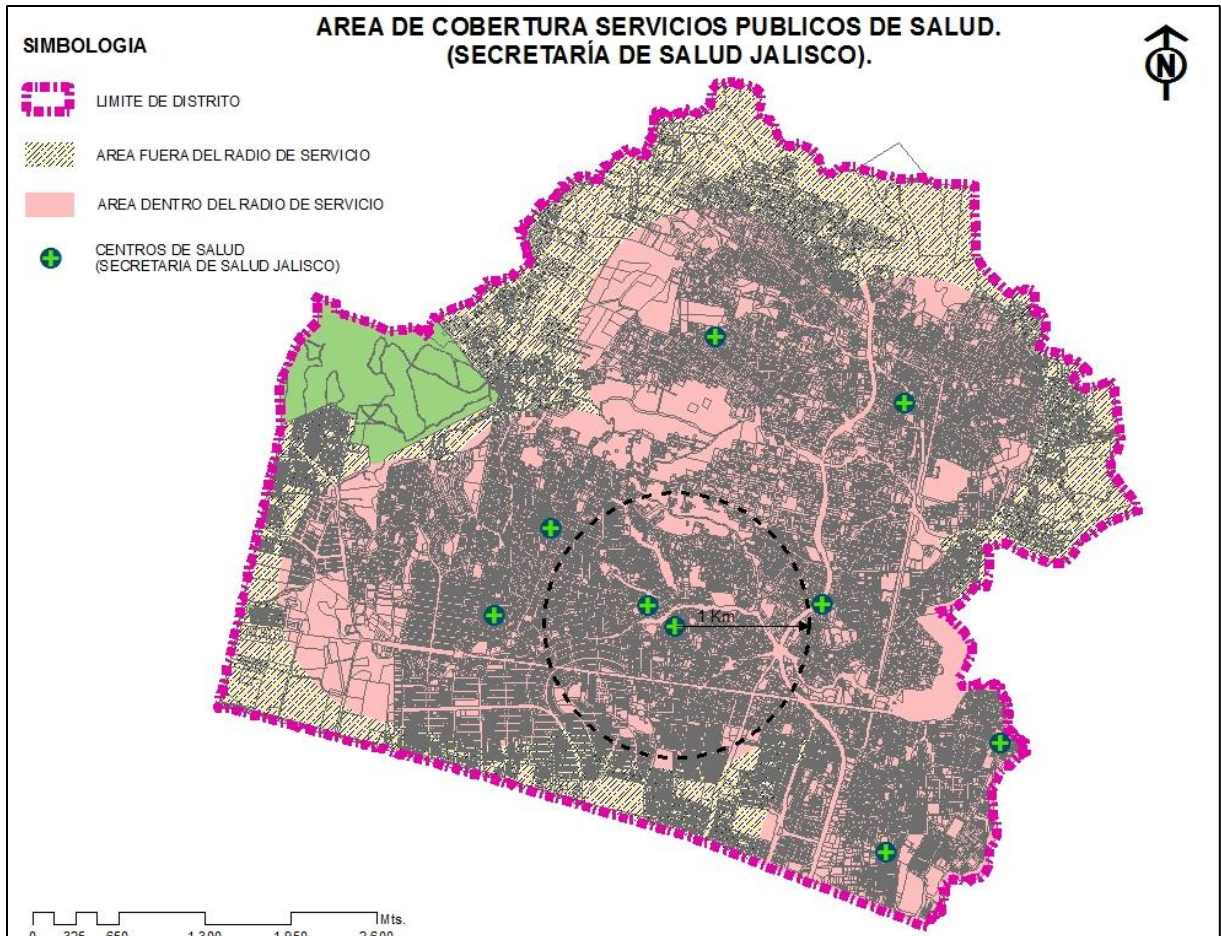 AREA DE COBERTURA SERVICIOS PUBLICOS DE SALUD.
(SECRETARÍA DE SALUD JALISCO).
N
SIMBOLOGIA
LIMITE DE DISTRITO
AREA FUERA DEL RADIO DE SERVICIO
AREA DENTRO DEL RADIO DE SERVICIO
CENTROS DE SALUD
(SECRETARIA DE SALUD JALISCO)
1 Km
Mts.
0 325 650 1,300 1,950 2,600